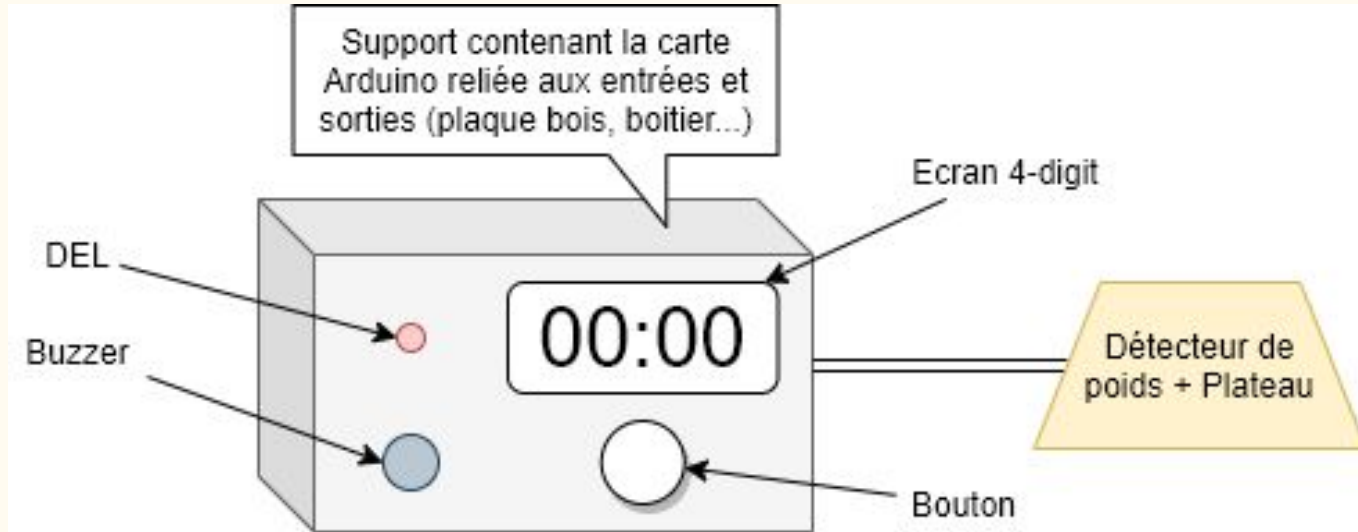 Support contenant la carte
Arduino reliée aux entrées et
sorties (plaque bois, boitier...)
Ecran 4-digit
DEL
00:00
Buzzer
Détecteur de
poids + Plateau
Bouton